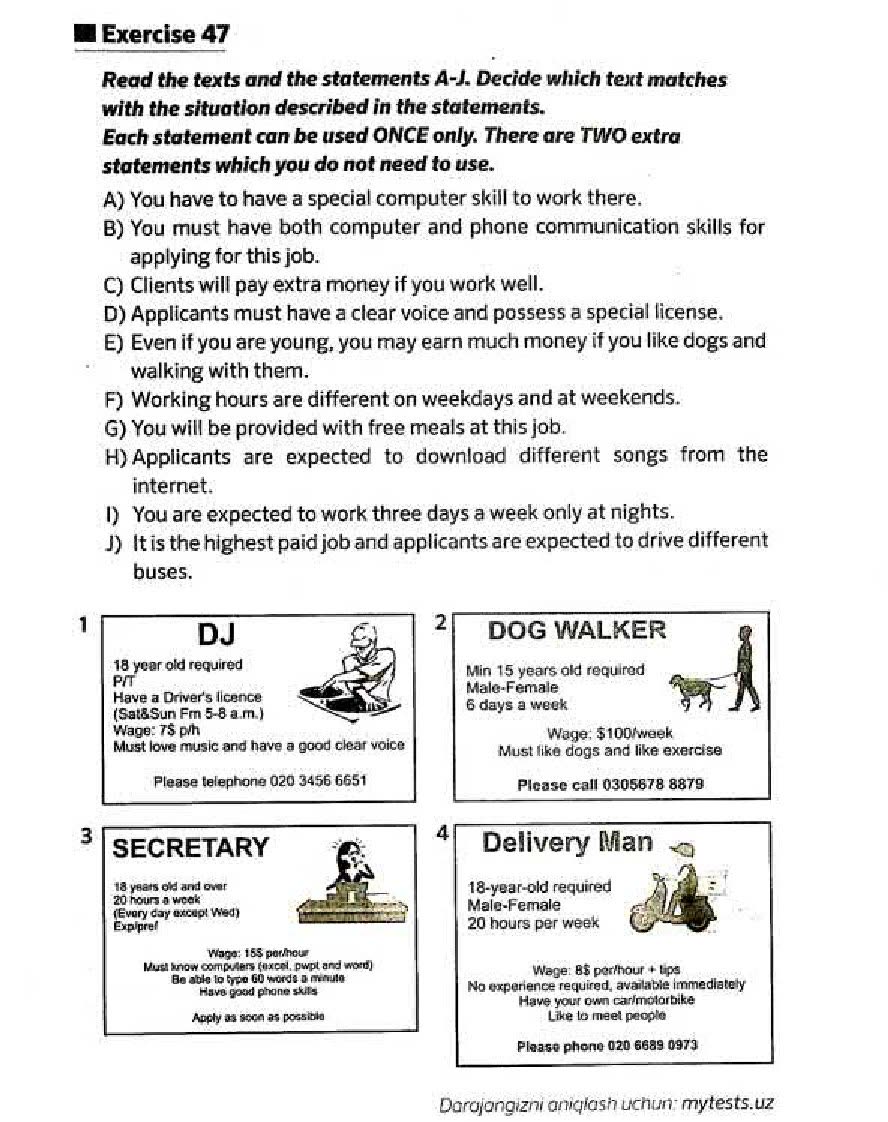 Exercise 47
Read the texts and the statements A-J. Decide which text matches
with the situation described in the statements.
Each statement can be used ONCE only. There are TWO extra
statements which you do not need to use.
A) You have to have a special computer skill to work there.
B) You must have both computer and phone communication skills for
applying for this job.
C) Clients will pay extra money if you work well.
D) Applicants must have a clear voice and possess a special license.
E) Even if you are young, you may earn much money if you like dogs and
walking with them.
F) Working hours are different on weekdays and at weekends.
G) You will be provided with free meals at this job.
H) Applicants are expected to download different songs from the
internet.
I) You are expected to work three days a week only at nights.
J) It is the highest paid job and applicants are expected to drive different
buses.
1
DJ
18 year old required
P/T
Have a Driver's licence
(Sat&Sun Fm 5-8 a.m.)
Wage: 7$ p/h
Must love music and have a good clear voice
Please telephone 020 3456 6651
2
DOG WALKER
Min 15 years old required
Male-Female
6 days a week
Wage: $100/week
Must like dogs and like exercise
Please call 0305678 8879
3
SECRETARY
18 years old and over
20 hours a week
(Every day except Wed)
Exp/pref
Wage: 15$ per/hour
Must know computers (excel, pwpt and word)
Be able to type 60 words a minute
Have good phone skills
Apply as soon as possible
4
Delivery Man
18-year-old required
Male-Female
20 hours per week
Wage: 8$ per/hour + tips
No experience required, available immediately
Have your own car/motorbike
Like to meet people
Please phone 020 6689 0973
Darajangizni aniqlash uchun: mytests.uz